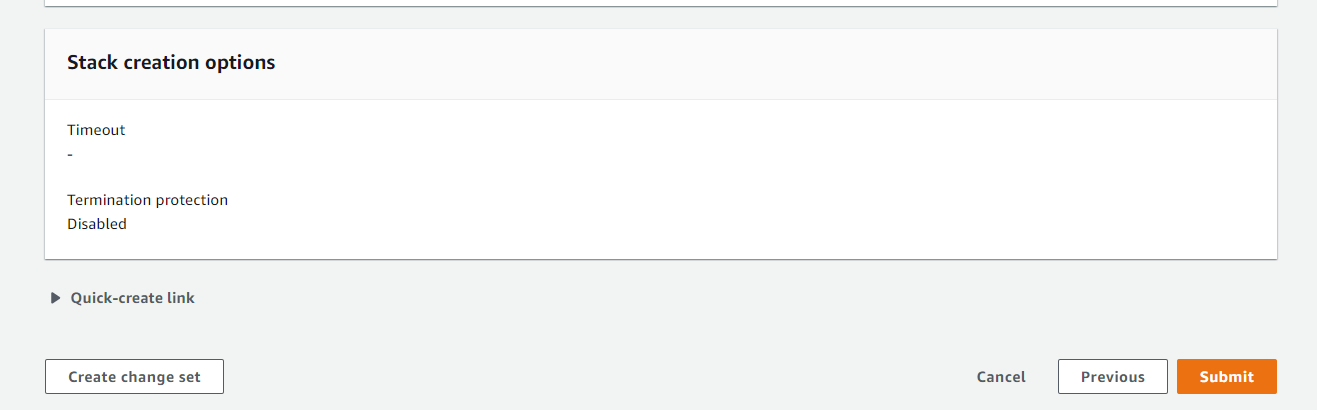 Stack creation options
Timeout
-
Termination protection
Disabled
Quick-create link
Create change set
Cancel
Previous
Submit